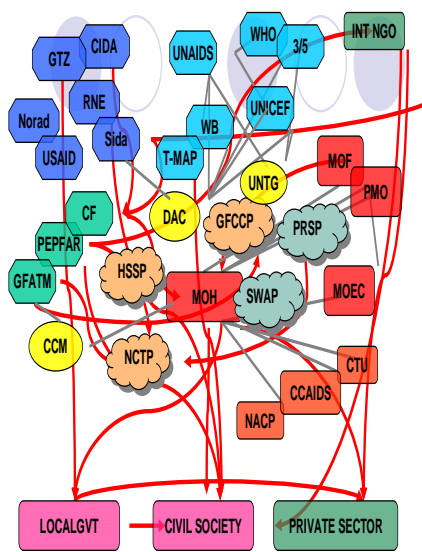 WHO
INT NGO
CIDA
3/5
UNAIDS
GTZ
RNE
UNICEF
Norad
WB
Sida
USAID
T-MAP
MOF
UNTG
PMO
CF
DAC
GFCCP
PRSP
PEPFAR
HSSP
GFATM
MOH
SWAP
MOEC
CCM
NCTP
CTU
CCAIDS
NACP
LOCALGVT
CIVIL SOCIETY
PRIVATE SECTOR